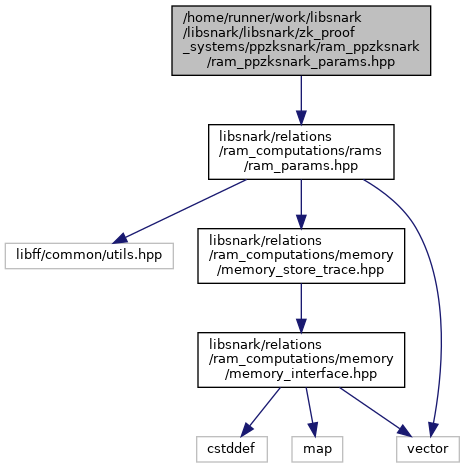 /home/runner/work/libsnark
/libsnark/libsnark/zk_proof
_systems/ppzksnark/ram_ppzksnark
/ram_ppzksnark_params.hpp
libsnark/relations
/ram_computations/rams
/ram_params.hpp
libff/common/utils.hpp
libsnark/relations
/ram_computations/memory
/memory_store_trace.hpp
libsnark/relations
/ram_computations/memory
/memory_interface.hpp
cstddef
map
vector